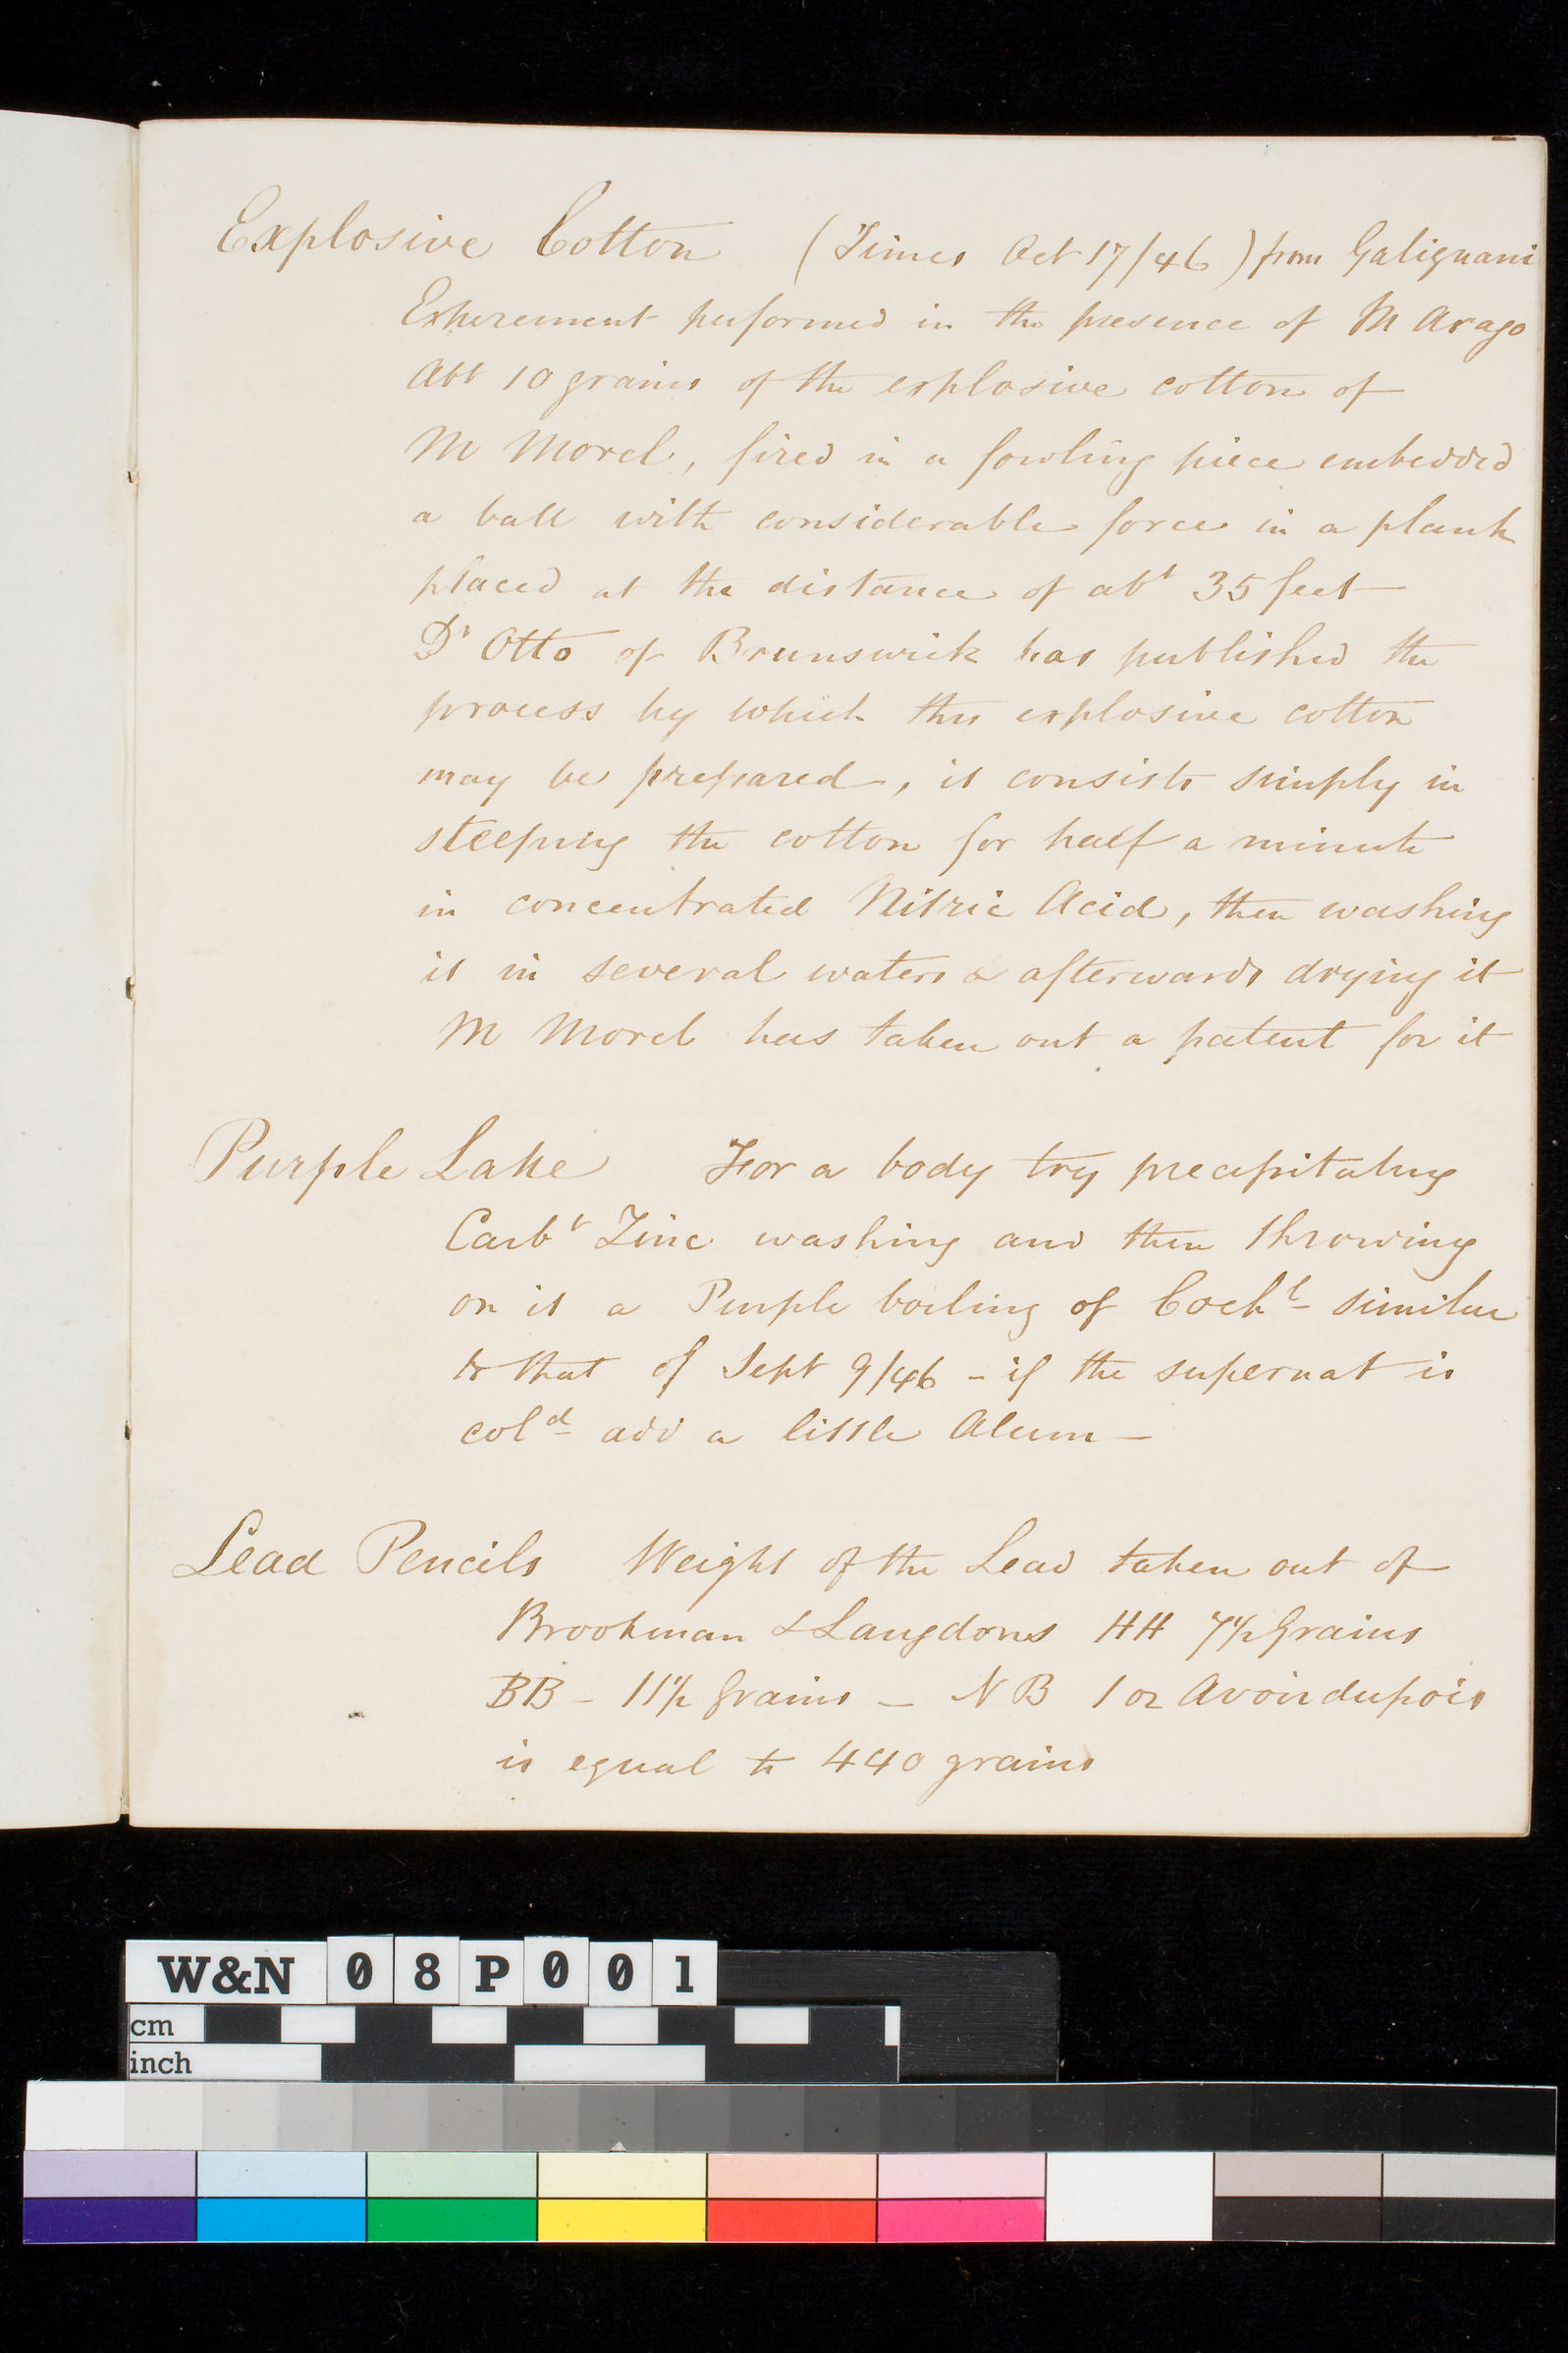 Explosive Cotton (Times Oct 17/46) from Galignani
Experement performed in the presence of M Arago
Abt 10 grains of the explosive cotton of
M Morel, fired in a fowling piece embedded
a ball with considerable force in a plank
placed at the distance of abt 35 feet
Dr Otto of Brunswick has published the
process by which this explosive cotton
may be prepared, it consists simply in
steeping the cotton for half a minute
in concentrated Nitric Acid, then washing
it in several waters & afterwards drying it
M Morel has taken out a patent for it
Purple Lake For a body try precipitating
Carbt Zinc washing and then throwing
on it a Purple boiling of Cochl similar
to that of Sept 9/46 - if the supernat is
cold add a little Alum -
Lead Pencils Weight of the Lead taken out of
Brookman & Langdons HH 7½ Grains
BB - 11½ Grains - NB 1 oz Avoirdupois
is equal to 440 grains
W&N 08P001
cm
inch